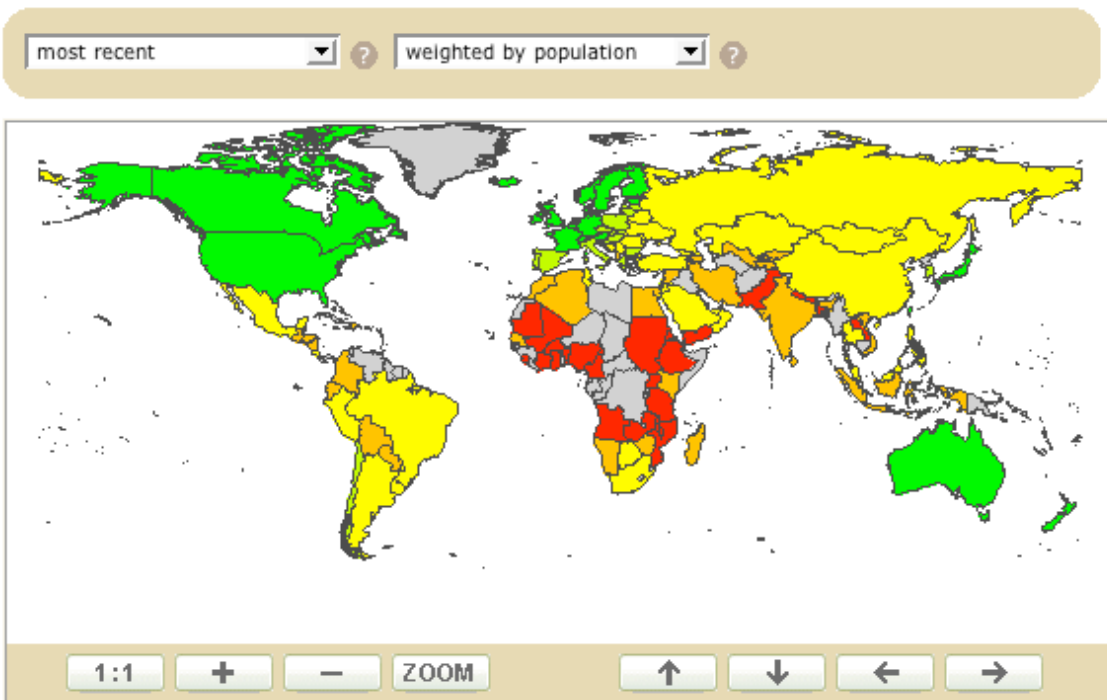 most recent ? weighted by population ?
1:1 + − ZOOM ↑ ↓ ← →